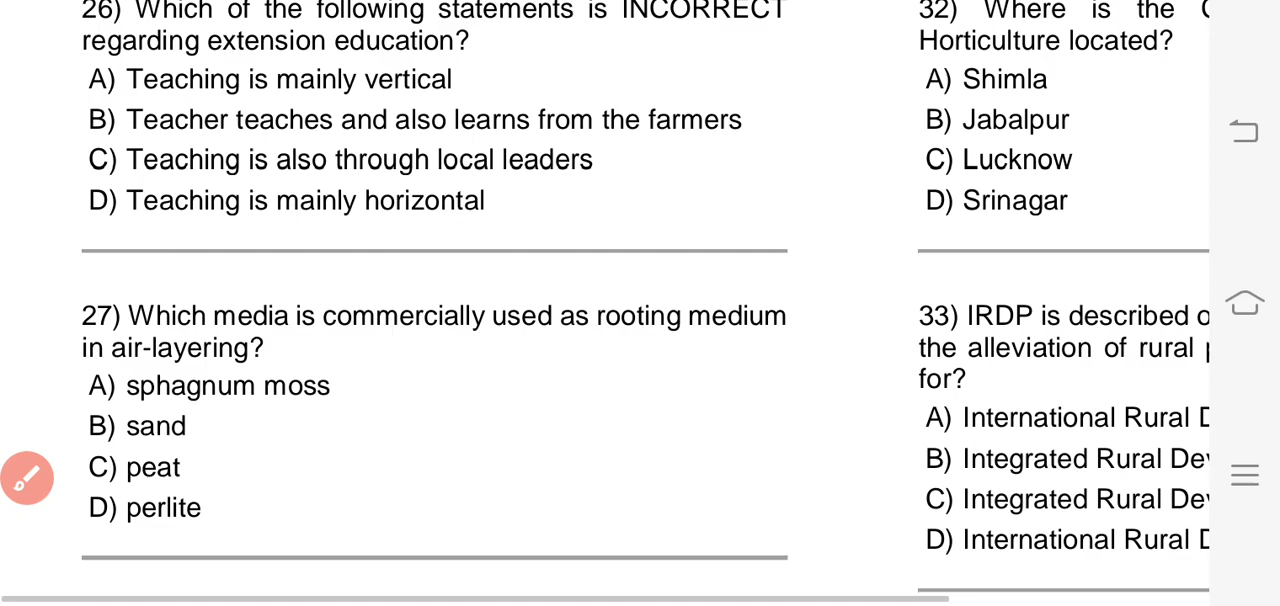 26) Which of the following statements is INCORRECT
regarding extension education?
A) Teaching is mainly vertical
B) Teacher teaches and also learns from the farmers
C) Teaching is also through local leaders
D) Teaching is mainly horizontal
27) Which media is commercially used as rooting medium
in air-layering?
A) sphagnum moss
B) sand
C) peat
D) perlite
32) Where is the
Horticulture located?
A) Shimla
B) Jabalpur
C) Lucknow
D) Srinagar
33) IRDP is described
the alleviation of rural
for?
A) International Rural
B) Integrated Rural
C) Integrated Rural
D) International Rural